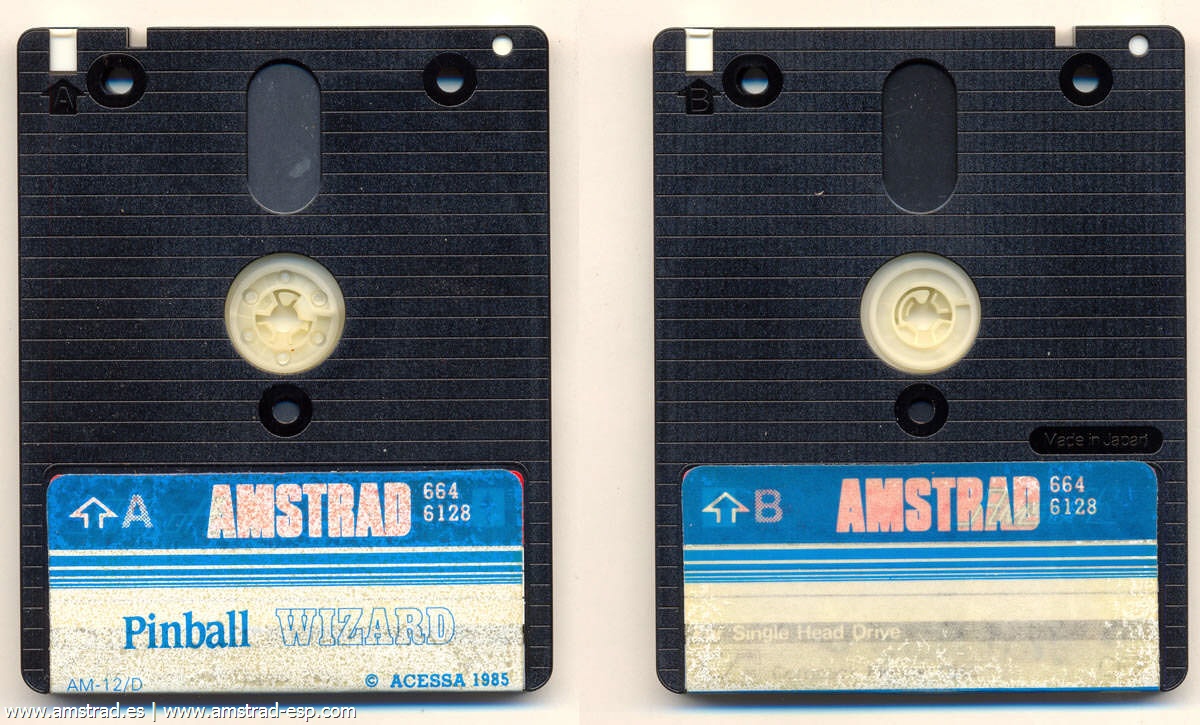 A
B
Made in Japan
A
AMSTRAD
664
6128
B
AMSTRAD
664
6128
Pinball WIZARD
Single Head Drive
AM-12/D
© ACESSA 1985
www.amstrad.es | www.amstrad-esp.com